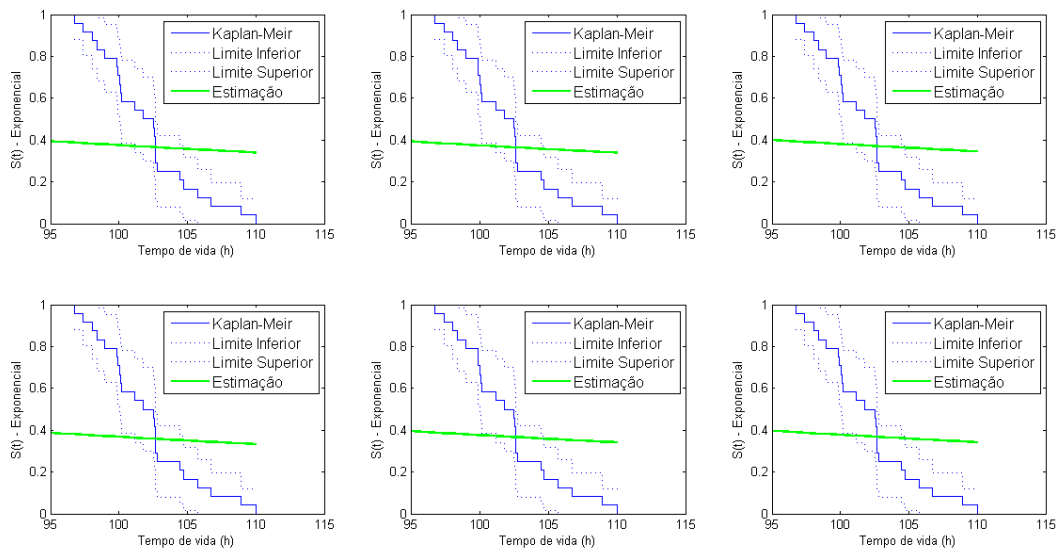 1
0.8
0.6
0.4
0.2
0
S(t) - Exponencial
95 100 105 110 115
Tempo de vida (h)
Kaplan-Meir
Limite Inferior
Limite Superior
Estimação
1
0.8
0.6
0.4
0.2
0
S(t) - Exponencial
95 100 105 110 115
Tempo de vida (h)
Kaplan-Meir
Limite Inferior
Limite Superior
Estimação
1
0.8
0.6
0.4
0.2
0
S(t) - Exponencial
95 100 105 110 115
Tempo de vida (h)
Kaplan-Meir
Limite Inferior
Limite Superior
Estimação
1
0.8
0.6
0.4
0.2
0
S(t) - Exponencial
95 100 105 110 115
Tempo de vida (h)
Kaplan-Meir
Limite Inferior
Limite Superior
Estimação
1
0.8
0.6
0.4
0.2
0
S(t) - Exponencial
95 100 105 110 115
Tempo de vida (h)
Kaplan-Meir
Limite Inferior
Limite Superior
Estimação
1
0.8
0.6
0.4
0.2
0
S(t) - Exponencial
95 100 105 110 115
Tempo de vida (h)
Kaplan-Meir
Limite Inferior
Limite Superior
Estimação